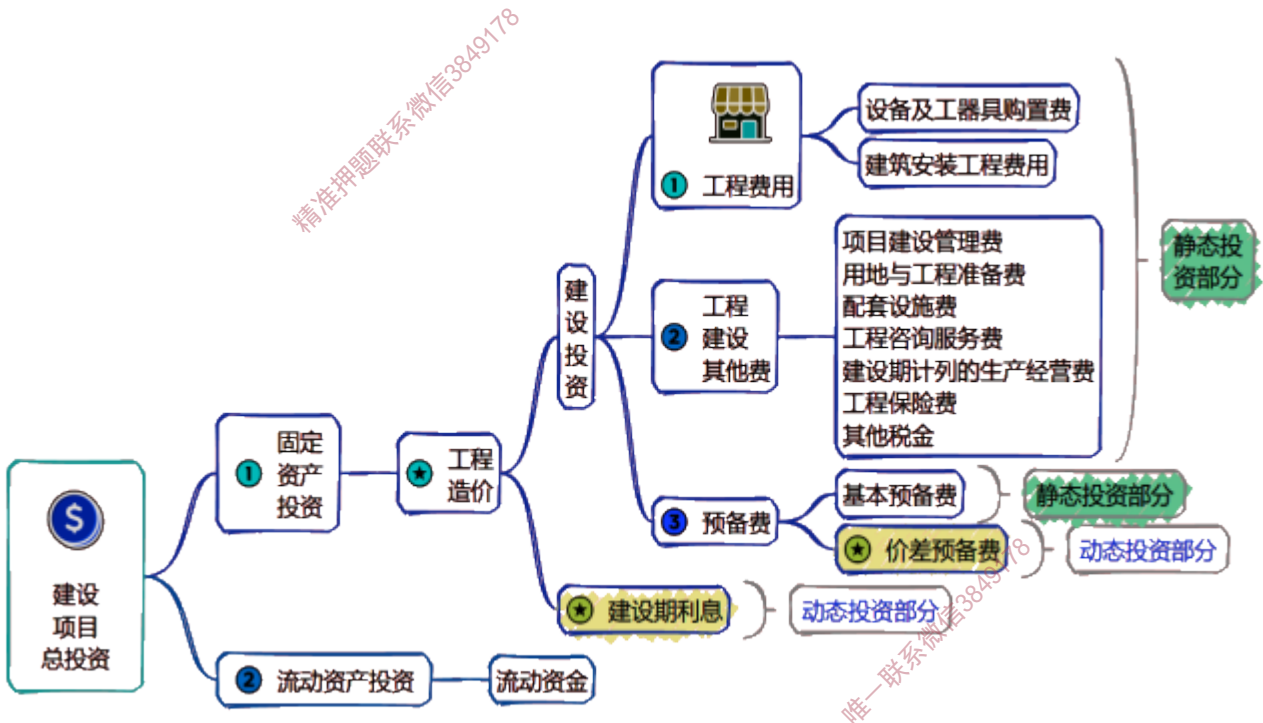 精准押题联系微信3849178
设备及工器具购置费
建筑安装工程费用
1 工程费用
静态投
资部分
建
设
投
资
2
工程
建设
其他费
项目建设管理费
用地与工程准备费
配套设施费
工程咨询服务费
建设期计列的生产经营费
工程保险费
其他税金
1
固定
资产
投资
工程
造价
3 预备费
基本预备费
静态投资部分
价差预备费
动态投资部分
$
建设
项目
总投资
建设期利息
动态投资部分
2 流动资产投资
流动资金
唯一联系微信3849178